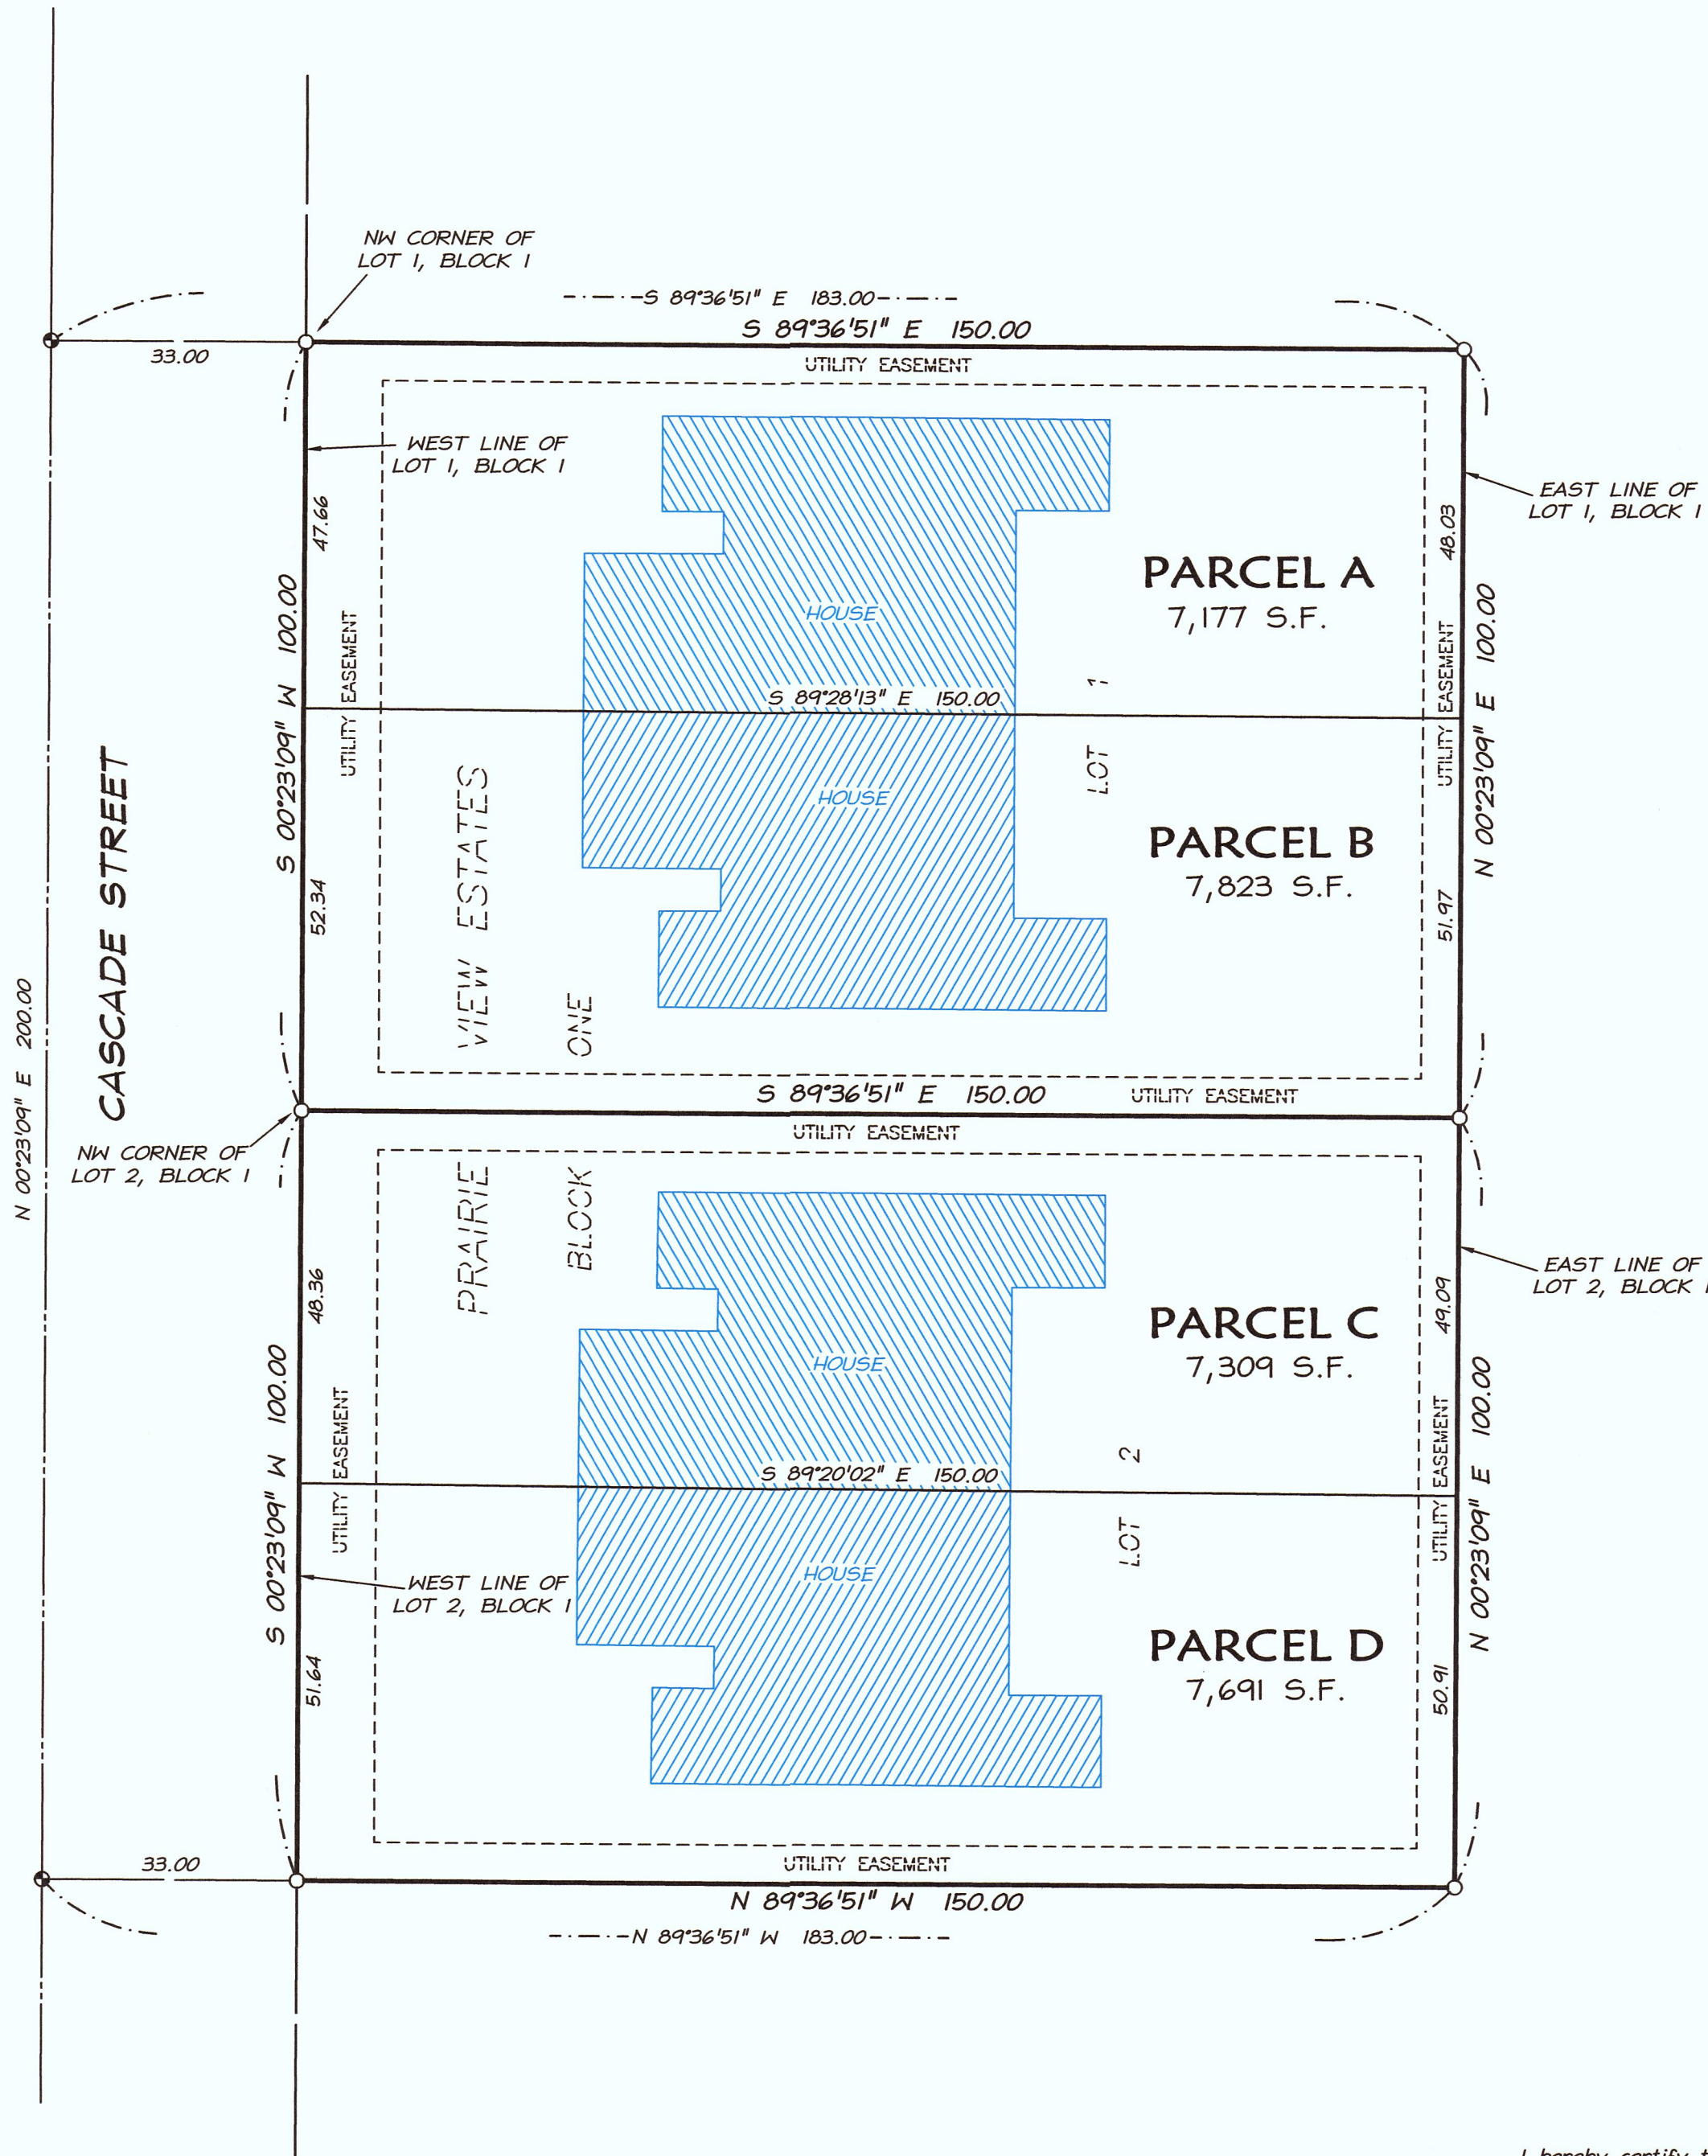 NW CORNER OF
LOT 1, BLOCK 1
S 89°36'51" E 183.00
S 89°36'51" E 150.00
33.00
UTILITY EASEMENT
WEST LINE OF
LOT 1, BLOCK 1
EAST LINE OF
LOT 1, BLOCK 1
47.66
48.03
PARCEL A
7,177 S.F.
HOUSE
S 00°23'09" W 100.00
N 00°23'09" E 100.00
UTILITY EASEMENT
UTILITY EASEMENT
S 89°28'13" E 150.00
LOT 1
HOUSE
PARCEL B
7,823 S.F.
52.34
51.97
CASCADE STREET
N 00°23'09" E 200.00
PRAIRIE VIEW ESTATES
BLOCK ONE
S 89°36'51" E 150.00
UTILITY EASEMENT
UTILITY EASEMENT
NW CORNER OF
LOT 2, BLOCK 1
EAST LINE OF
LOT 2, BLOCK
48.36
49.09
PARCEL C
7,309 S.F.
HOUSE
S 00°23'09" W 100.00
N 00°23'09" E 100.00
UTILITY EASEMENT
UTILITY EASEMENT
S 89°20'02" E 150.00
LOT 2
HOUSE
WEST LINE OF
LOT 2, BLOCK 1
PARCEL D
7,691 S.F.
51.64
50.91
33.00
UTILITY EASEMENT
N 89°36'51" W 150.00
N 89°36'51" W 183.00